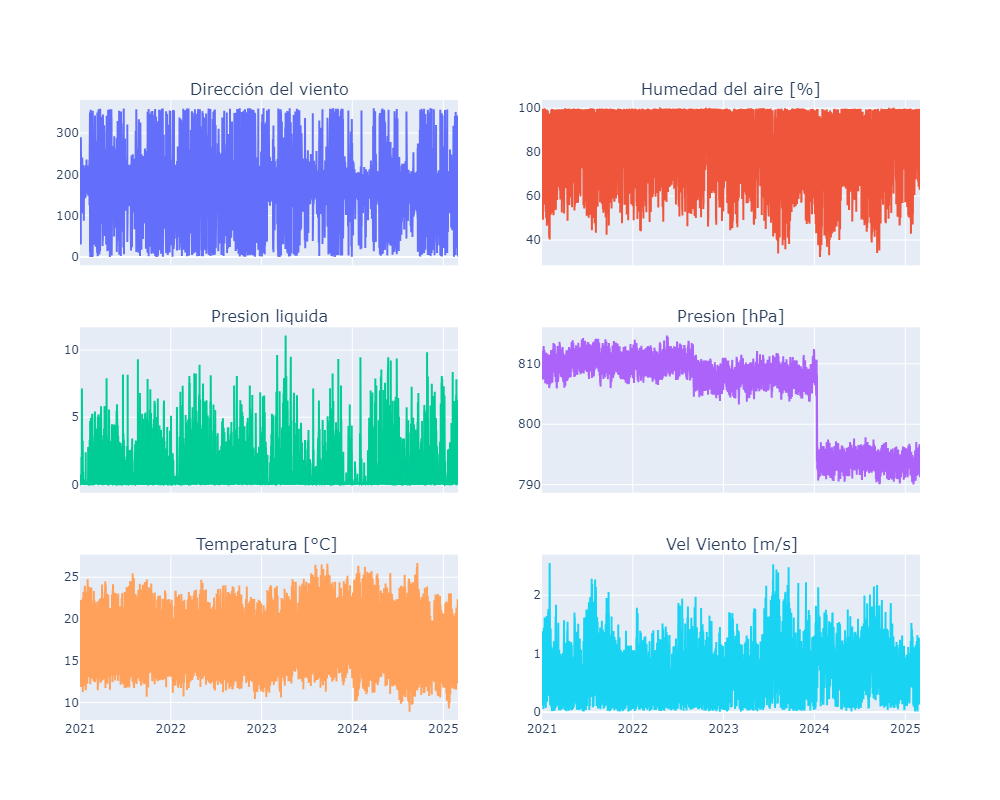 Dirección del viento
300
200
100
0
Humedad del aire [%]
100
80
60
40
Presion liquida
10
5
0
Presion [hPa]
810
800
790
Temperatura [°C]
25
20
15
10
2021 2022 2023 2024 2025
Vel Viento [m/s]
2
1
0
2021 2022 2023 2024 2025